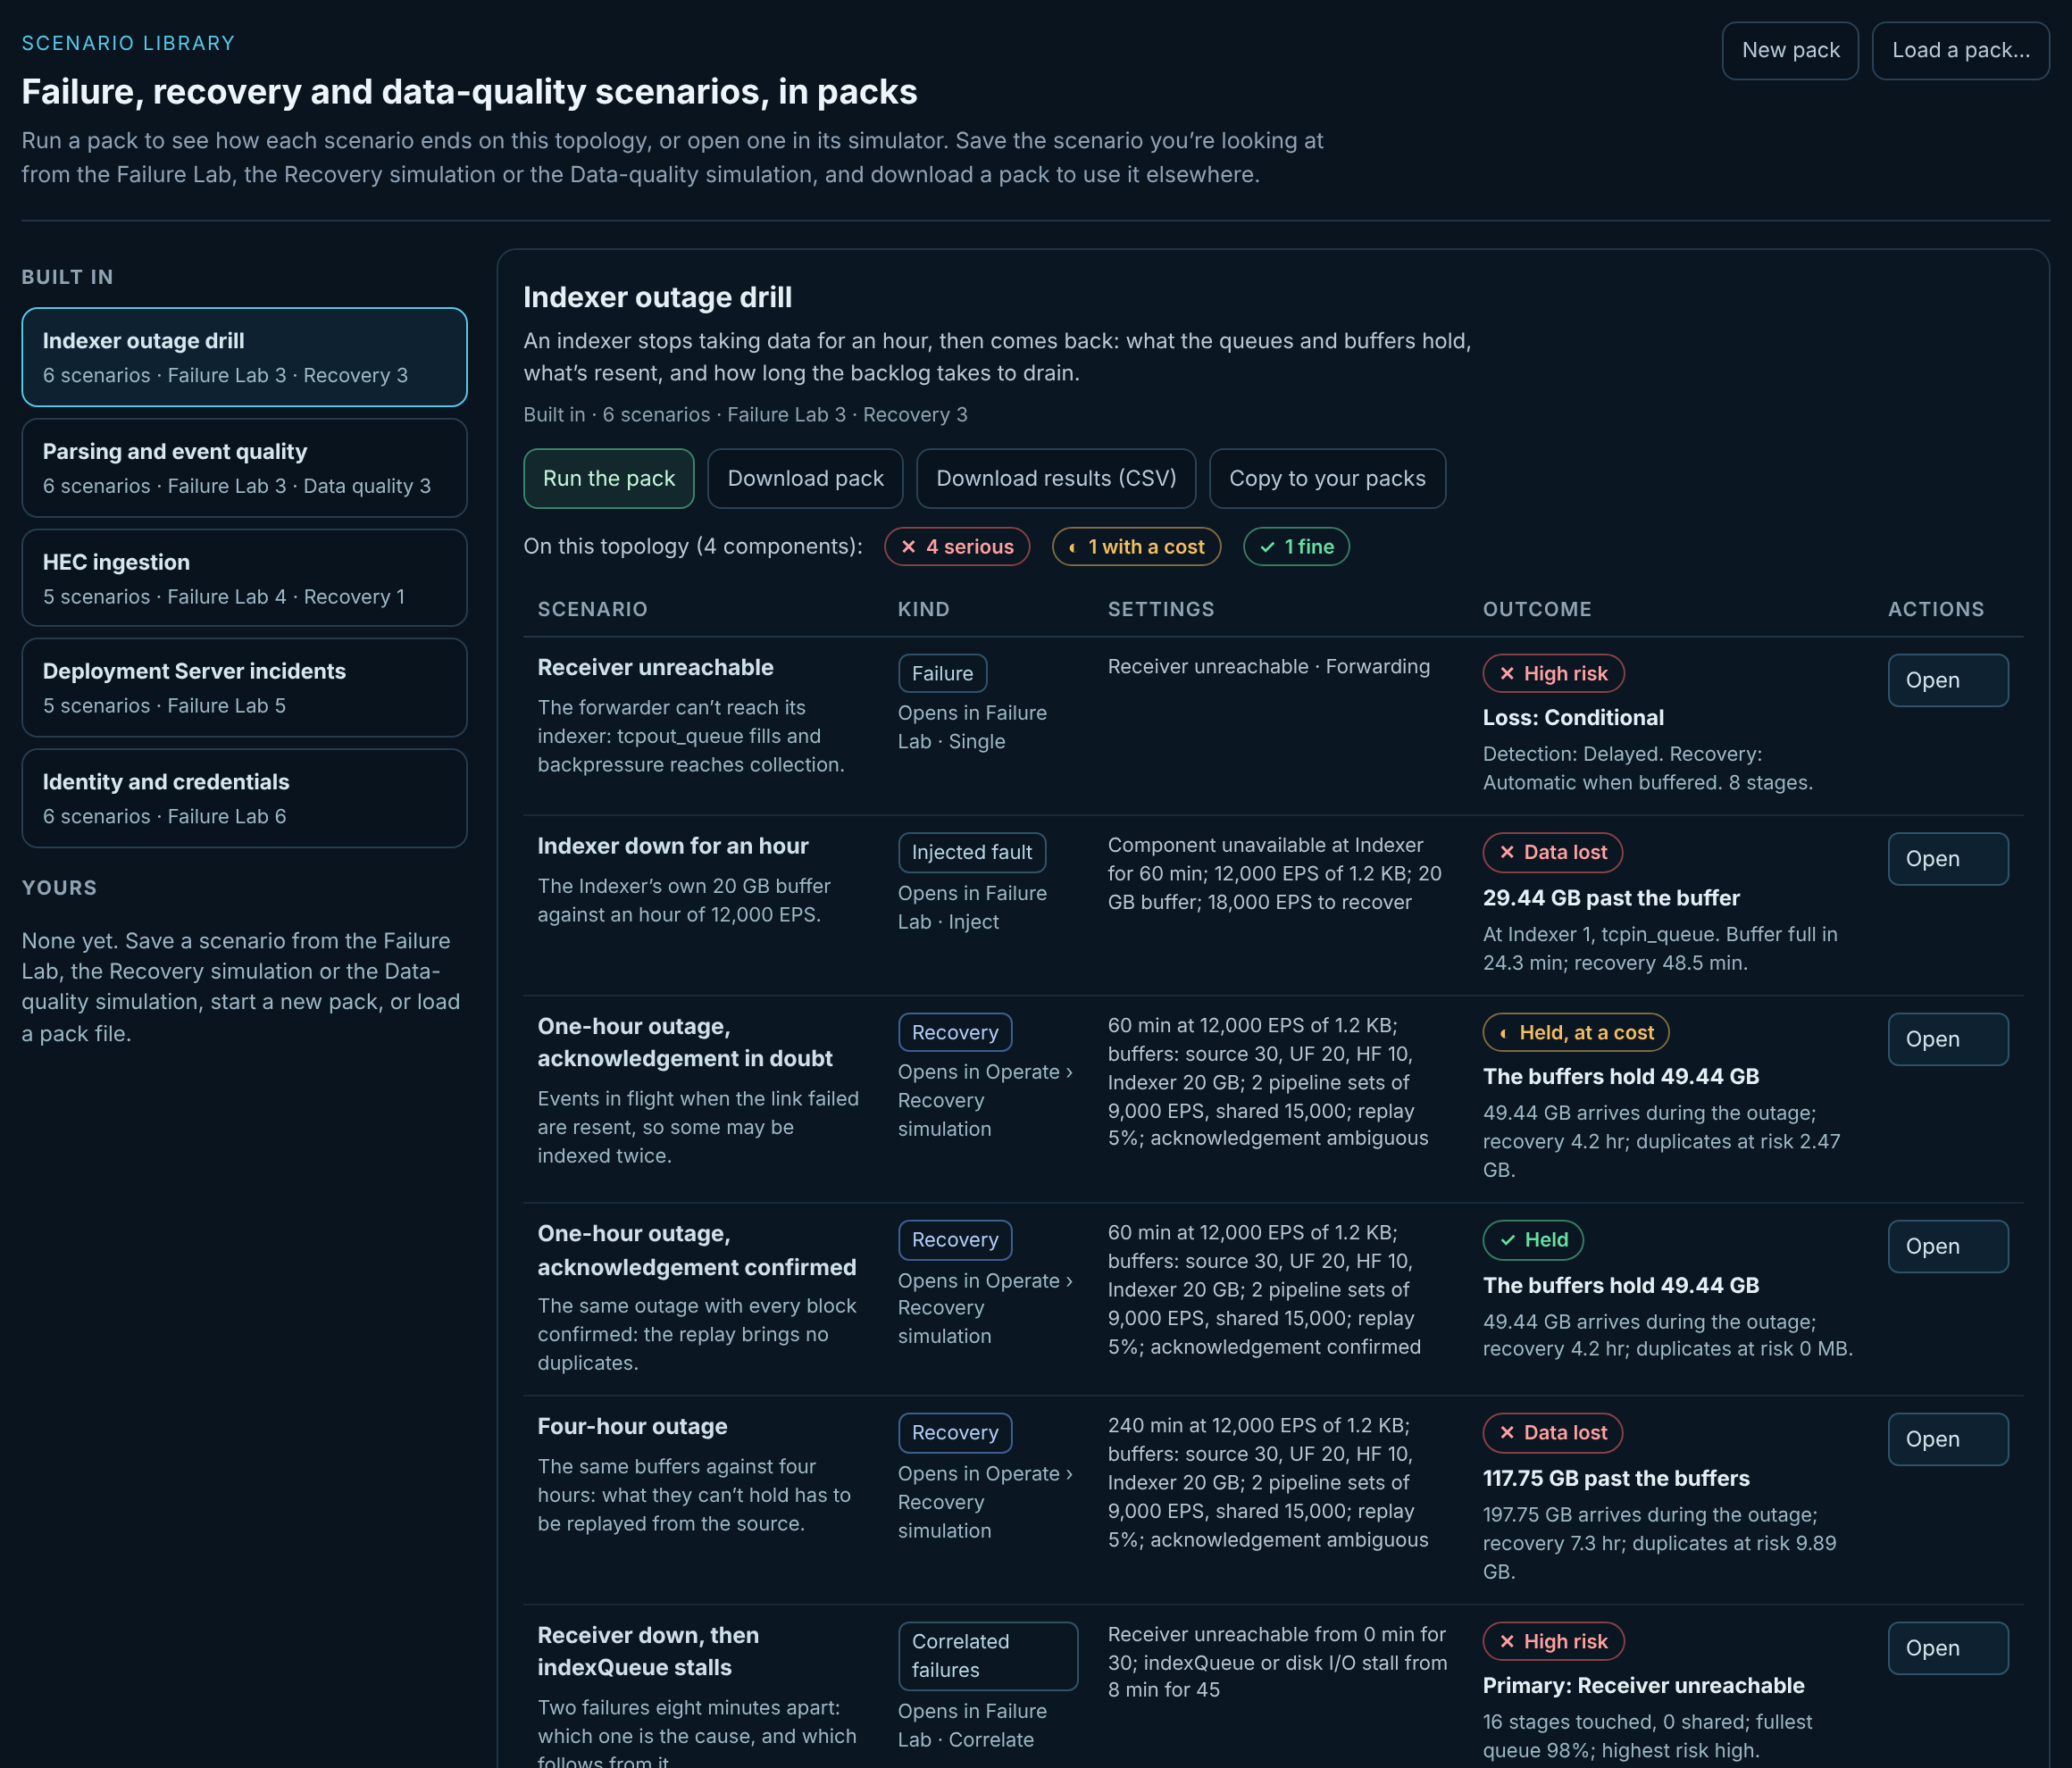 SCENARIO LIBRARY
New pack
Load a pack...
Failure, recovery and data-quality scenarios, in packs
Run a pack to see how each scenario ends on this topology, or open one in its simulator. Save the scenario you’re looking at
from the Failure Lab, the Recovery simulation or the Data-quality simulation, and download a pack to use it elsewhere.
BUILT IN
Indexer outage drill
6 scenarios · Failure Lab 3 · Recovery 3
Parsing and event quality
6 scenarios · Failure Lab 3 · Data quality 3
HEC ingestion
5 scenarios · Failure Lab 4 · Recovery 1
Deployment Server incidents
5 scenarios · Failure Lab 5
Identity and credentials
6 scenarios · Failure Lab 6
YOURS
None yet. Save a scenario from the Failure
Lab, the Recovery simulation or the Data-
quality simulation, start a new pack, or load
a pack file.
Indexer outage drill
An indexer stops taking data for an hour, then comes back: what the queues and buffers hold,
what’s resent, and how long the backlog takes to drain.
Built in · 6 scenarios · Failure Lab 3 · Recovery 3
Run the pack
Download pack
Download results (CSV)
Copy to your packs
On this topology (4 components):
✕ 4 serious
1 with a cost
✓ 1 fine
SCENARIO
KIND
SETTINGS
OUTCOME
ACTIONS
Receiver unreachable
The forwarder can’t reach its
indexer: tcpout_queue fills and
backpressure reaches collection.
Failure
Opens in Failure
Lab · Single
Receiver unreachable · Forwarding
✕ High risk
Loss: Conditional
Detection: Delayed. Recovery:
Automatic when buffered. 8 stages.
Open
Indexer down for an hour
The Indexer’s own 20 GB buffer
against an hour of 12,000 EPS.
Injected fault
Opens in Failure
Lab · Inject
Component unavailable at Indexer
for 60 min; 12,000 EPS of 1.2 KB; 20
GB buffer; 18,000 EPS to recover
✕ Data lost
29.44 GB past the buffer
At Indexer 1, tcpin_queue. Buffer full in
24.3 min; recovery 48.5 min.
Open
One-hour outage,
acknowledgement in doubt
Events in flight when the link failed
are resent, so some may be
indexed twice.
Recovery
Opens in Operate ›
Recovery
simulation
60 min at 12,000 EPS of 1.2 KB;
buffers: source 30, UF 20, HF 10,
Indexer 20 GB; 2 pipeline sets of
9,000 EPS, shared 15,000; replay
5%; acknowledgement ambiguous
Held, at a cost
The buffers hold 49.44 GB
49.44 GB arrives during the outage;
recovery 4.2 hr; duplicates at risk 2.47
GB.
Open
One-hour outage,
acknowledgement confirmed
The same outage with every block
confirmed: the replay brings no
duplicates.
Recovery
Opens in Operate ›
Recovery
simulation
60 min at 12,000 EPS of 1.2 KB;
buffers: source 30, UF 20, HF 10,
Indexer 20 GB; 2 pipeline sets of
9,000 EPS, shared 15,000; replay
5%; acknowledgement confirmed
✓ Held
The buffers hold 49.44 GB
49.44 GB arrives during the outage;
recovery 4.2 hr; duplicates at risk 0 MB.
Open
Four-hour outage
The same buffers against four
hours: what they can’t hold has to
be replayed from the source.
Recovery
Opens in Operate ›
Recovery
simulation
240 min at 12,000 EPS of 1.2 KB;
buffers: source 30, UF 20, HF 10,
Indexer 20 GB; 2 pipeline sets of
9,000 EPS, shared 15,000; replay
5%; acknowledgement ambiguous
✕ Data lost
117.75 GB past the buffers
197.75 GB arrives during the outage;
recovery 7.3 hr; duplicates at risk 9.89
GB.
Open
Receiver down, then
indexQueue stalls
Two failures eight minutes apart:
which one is the cause, and which
follows from it.
Correlated
failures
Opens in Failure
Lab · Correlate
Receiver unreachable from 0 min for
30; indexQueue or disk I/O stall from
8 min for 45
✕ High risk
Primary: Receiver unreachable
16 stages touched, 0 shared; fullest
queue 98%; highest risk high.
Open